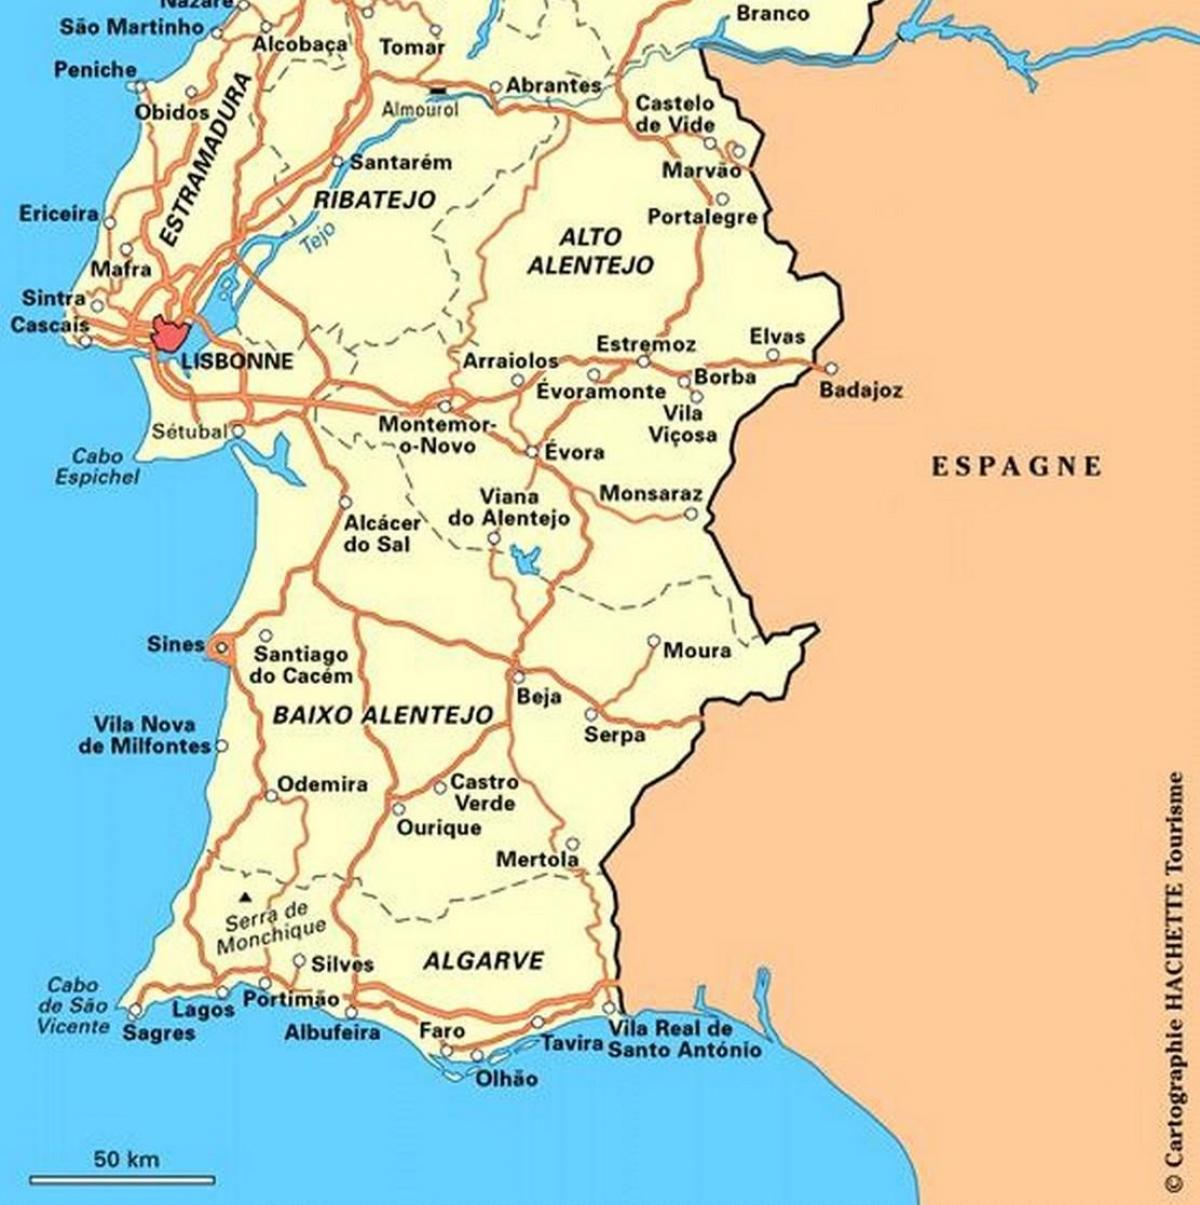 Nazaré
São Martinho
Alcobaça
Tomar
Branco
Peniche
Obidos
Almourol
Abrantes
Castelo
de Vide
ESTRAMADURA
Santarém
Marvão
RIBATEJO
Portalegre
Ericeira
Tejo
ALTO
ALENTEJO
Mafra
Sintra
Cascais
LISBONNE
Arraiolos
Estremoz
Elvas
Évoramonte
Borba
Badajoz
Vila
Viçosa
Sétubal
Montemor-
o-Novo
Évora
Cabo
Espichel
ESPAGNE
Viana
do Alentejo
Monsaraz
Alcácer
do Sal
Sines
Santiago
do Cacém
Moura
Beja
BAIXO ALENTEJO
Serpa
Vila Nova
de Milfontes
Odemira
Castro
Verde
Ourique
Mertola
Serra de
Monchique
ALGARVE
Silves
Cabo
de São
Vicente
Sagres
Lagos
Portimão
Albufeira
Faro
Olhão
Tavira
Vila Real de
Santo António
50 km
© Cartographie HACHETTE Tourisme